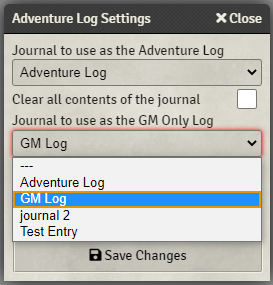 Adventure Log Settings
Close
Journal to use as the Adventure Log
Adventure Log
Clear all contents of the journal
Journal to use as the GM Only Log
GM Log
---
Adventure Log
GM Log
journal 2
Test Entry
Save Changes